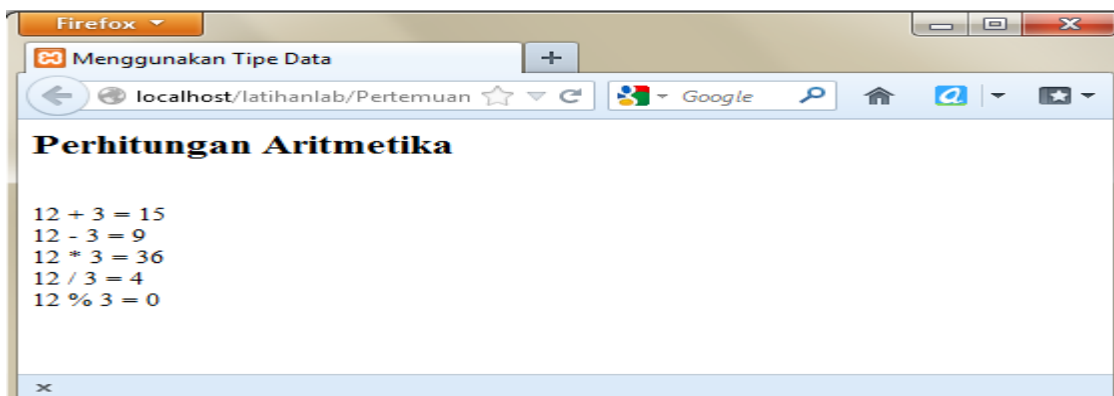 Firefox
Menggunakan Tipe Data
localhost/latihanlab/Pertemuan
Google
Perhitungan Aritmetika
12 + 3 = 15
12 - 3 = 9
12 * 3 = 36
12 / 3 = 4
12 % 3 = 0